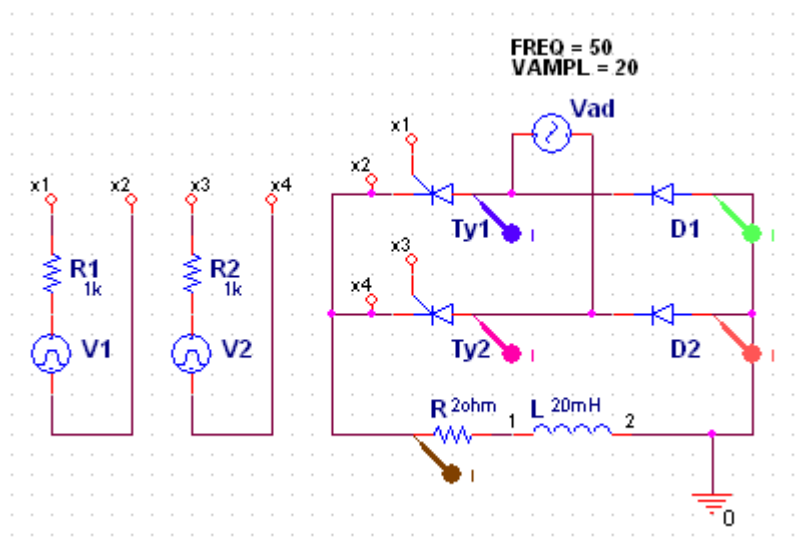 FREQ = 50
VAMPL = 20
Vad
x1
x2
x1 x2 x3 x4
Ty1 I D1 I
x3
R1 1k R2 1k
x4
V1 V2
Ty2 I D2 I
R 2ohm 1 L 20mH 2
I
0